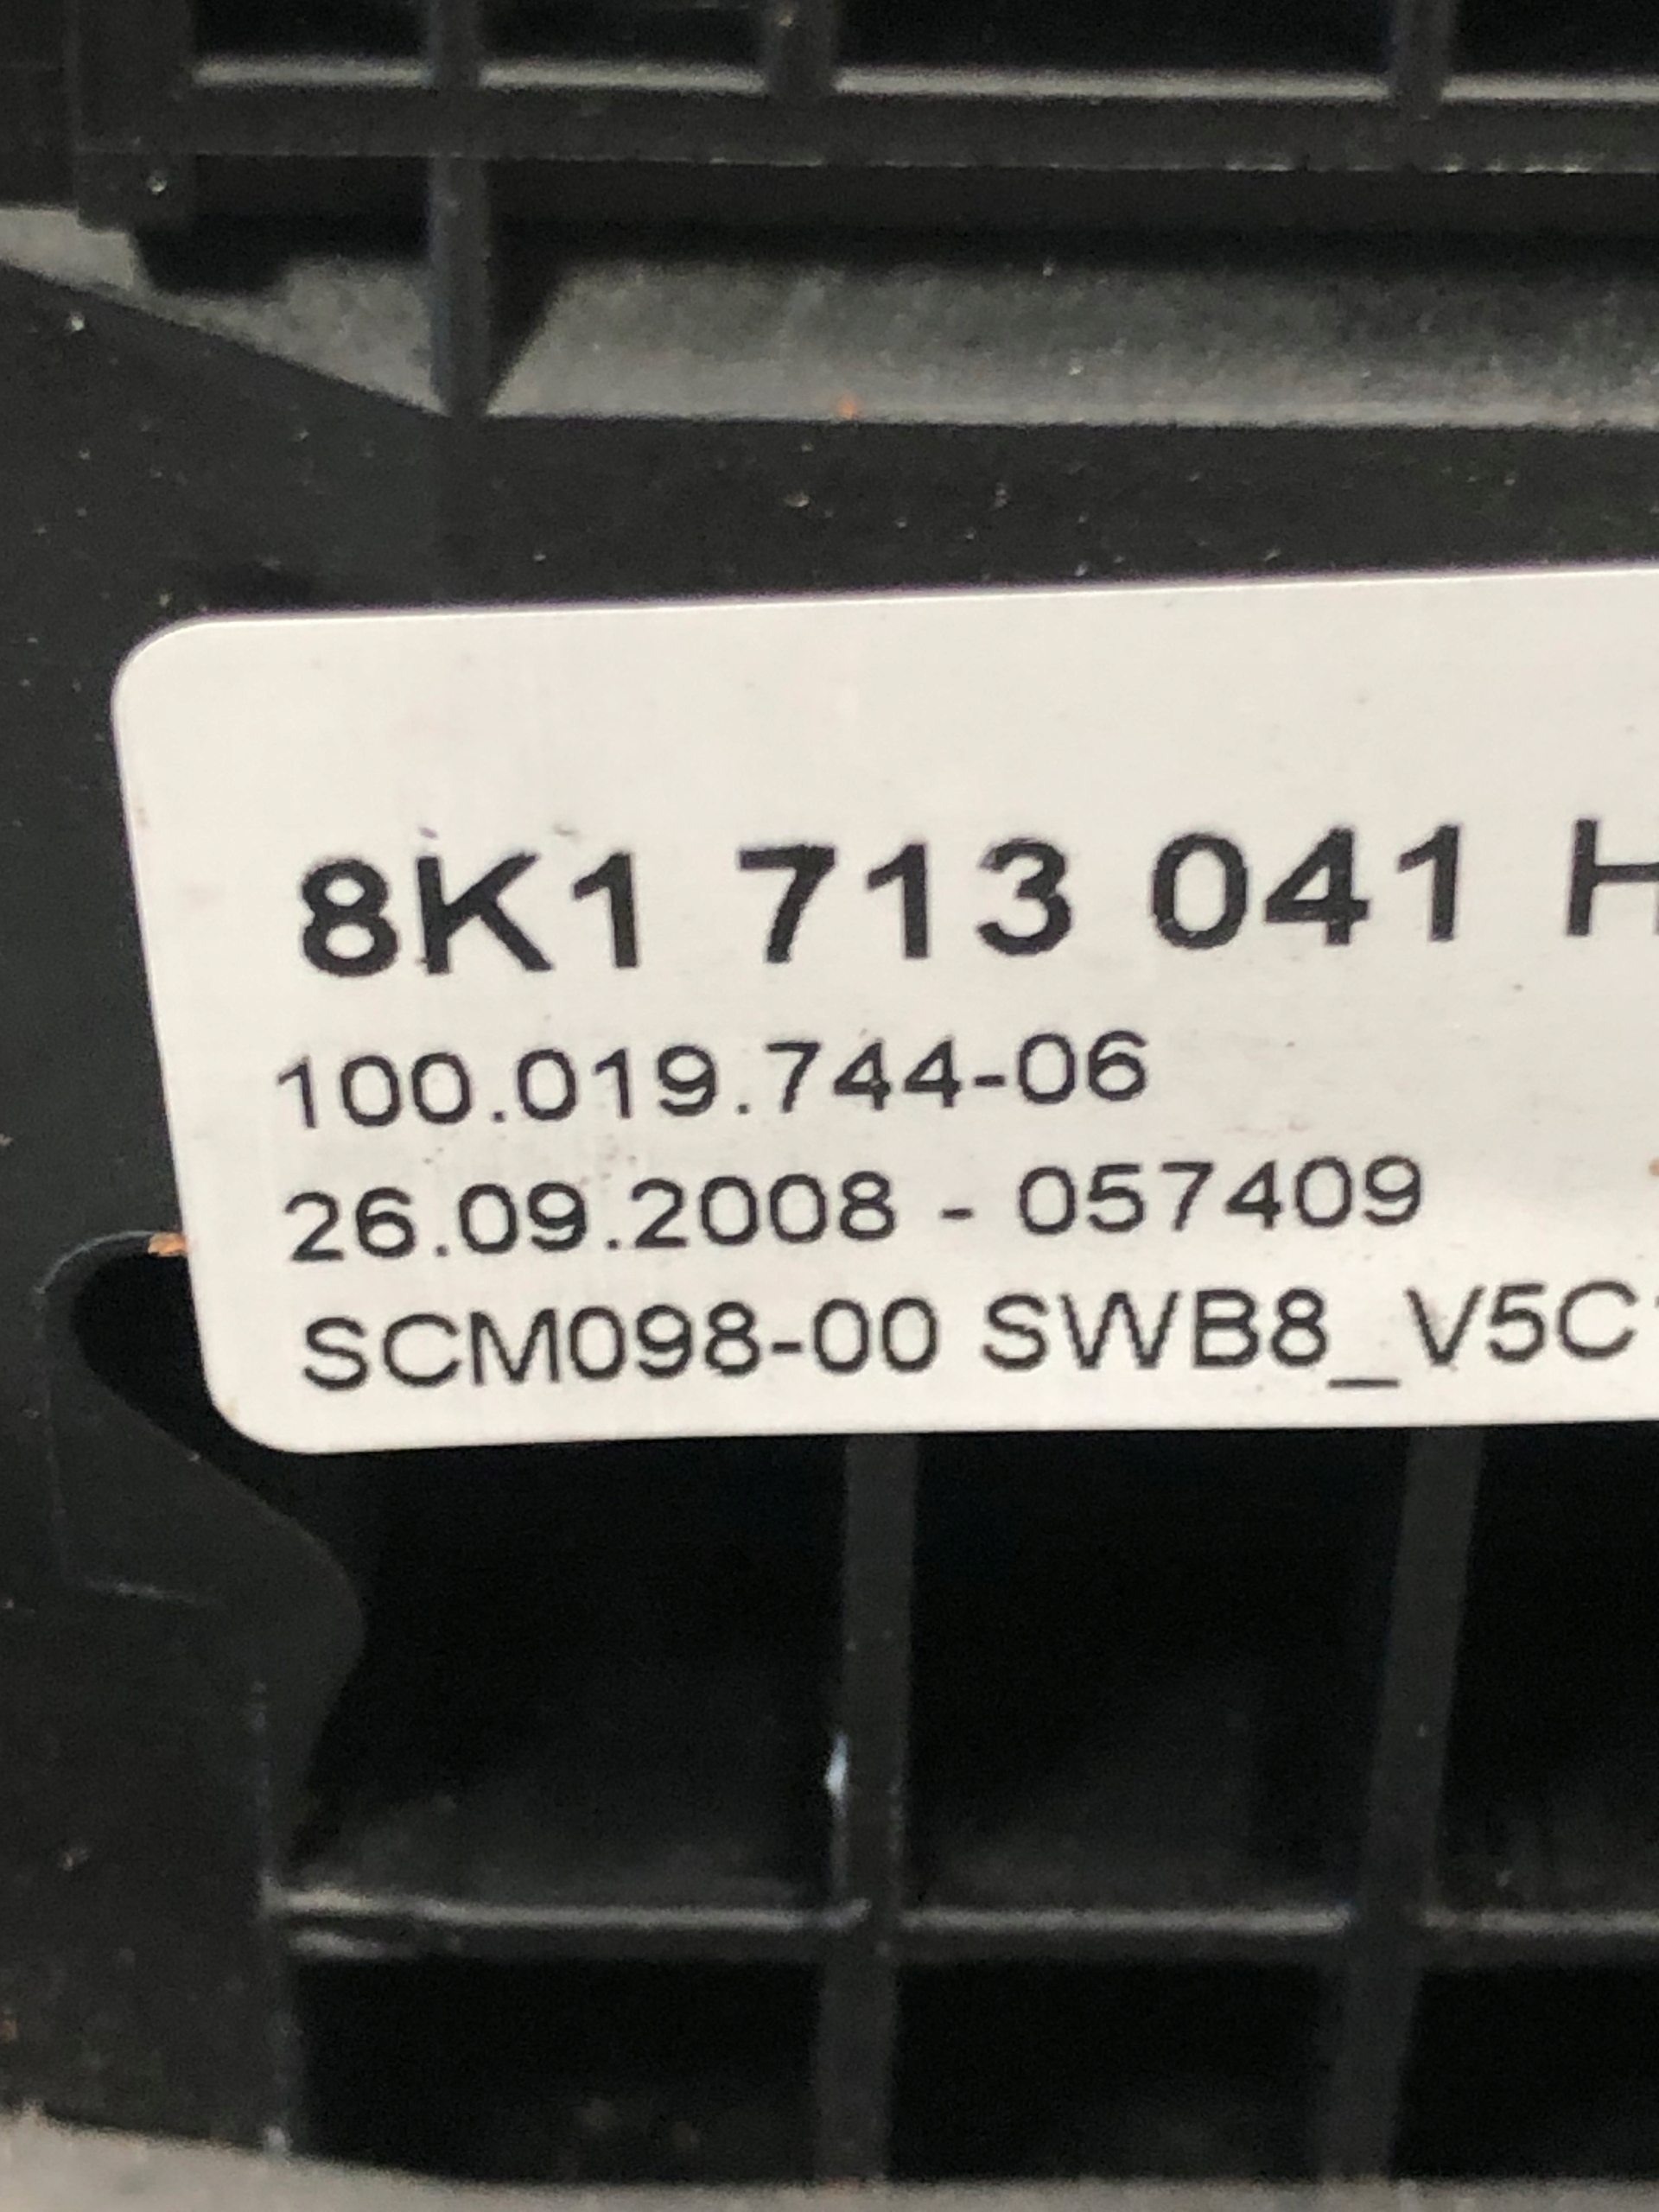 8K1 713 041 H
100.019.744-06
26.09.2008 - 057409
SCM098-00 SWB8_V5C